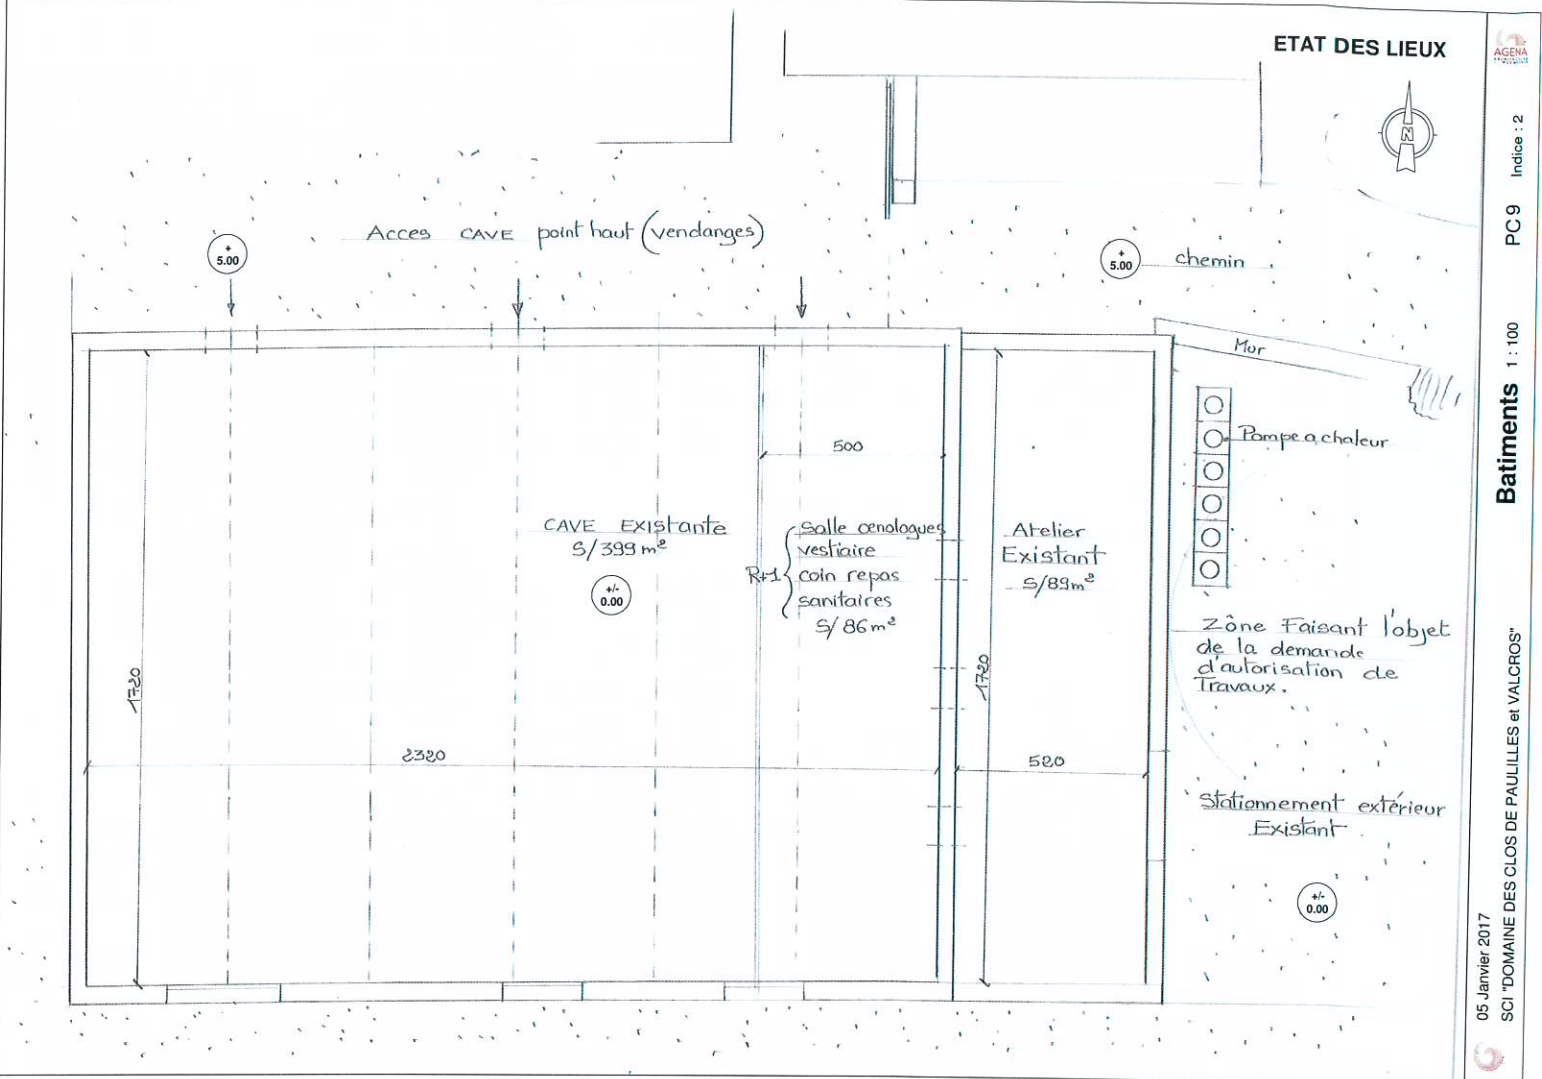 ETAT DES LIEUX
N
Acces CAVE point haut (vendanges)
+
5.00
+
5.00
chemin
Mur
Pompe a chaleur
500
CAVE Existante
S/399 m²
+/-
0.00
R+1
Salle œnologues
vestiaire
coin repas
sanitaires
S/86 m²
Atelier
Existant
S/89m²
Zône Faisant l'objet
de la demande
d'autorisation de
Travaux.
1720
1720
2320
520
Stationnement extérieur
Existant
+/-
0.00
AGENA
Indice : 2
PC9
Batiments 1 : 100
05 Janvier 2017
SCI "DOMAINE DES CLOS DE PAULILLES et VALCROS"